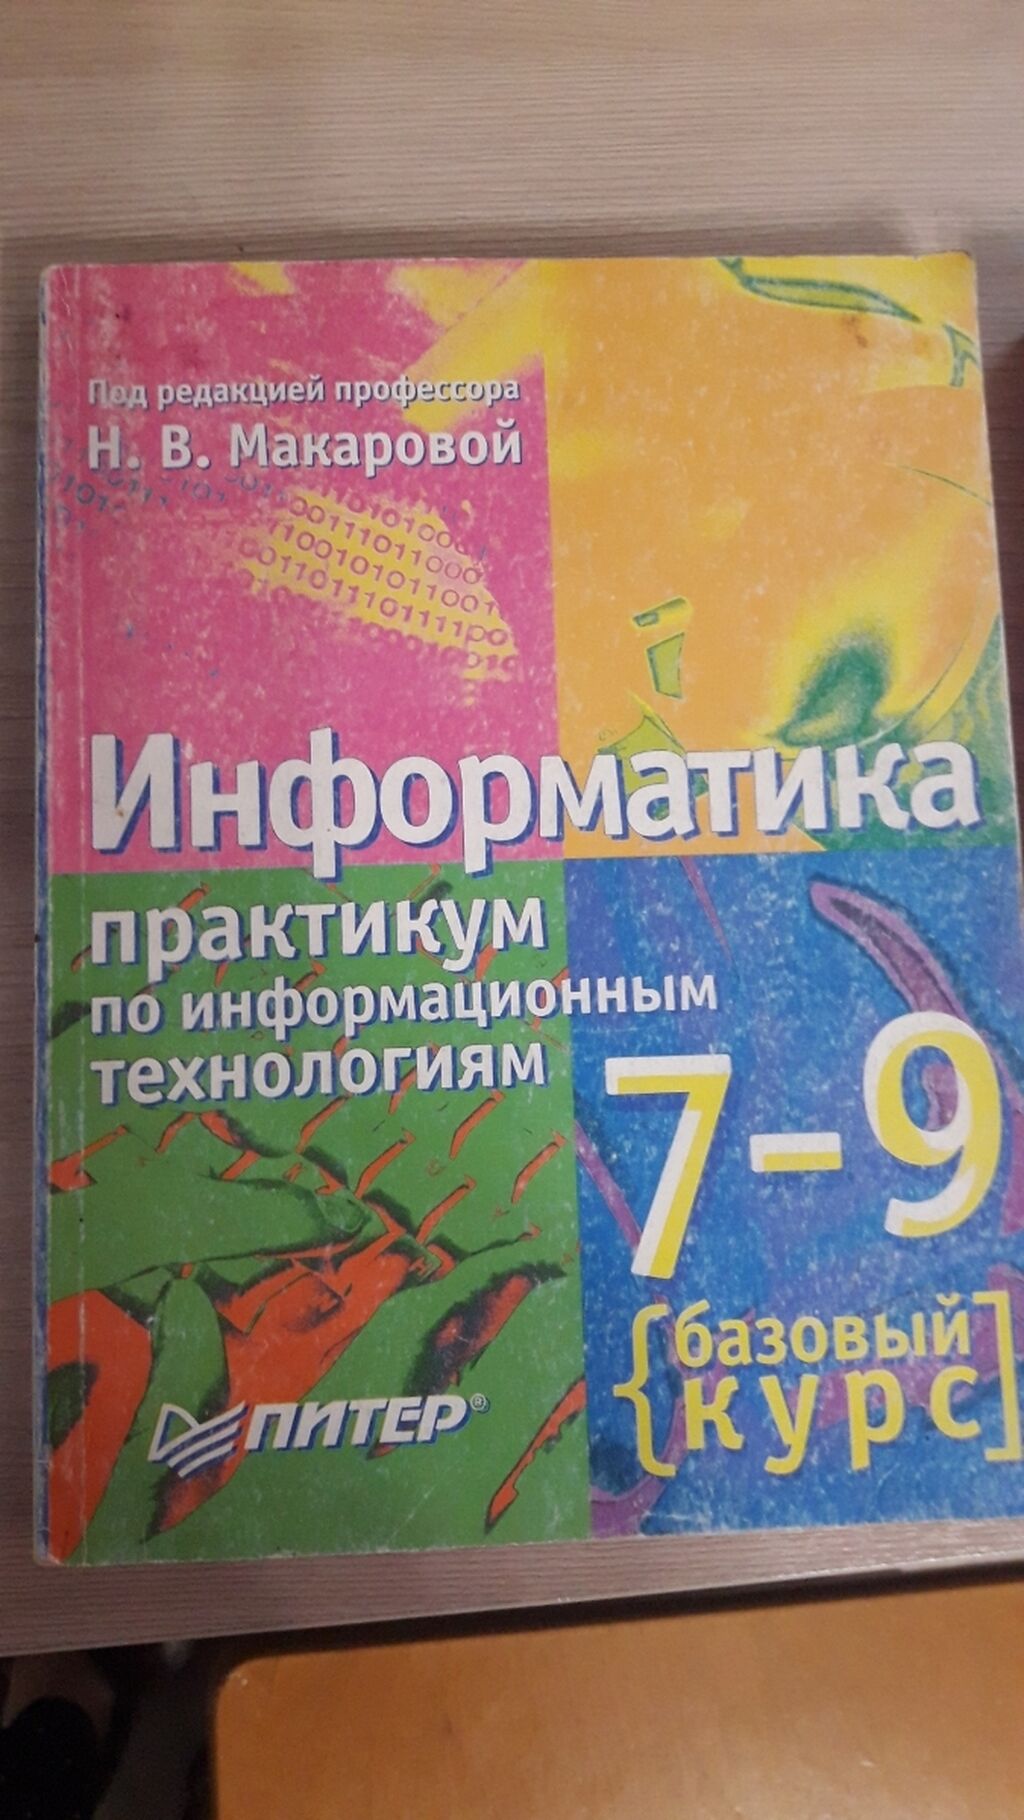 Под редакцией профессора
Н. В. Макаровой
Информатика
практикум
по информационным
технологиям
7-9
{базовый
курс]
ПИТЕР®